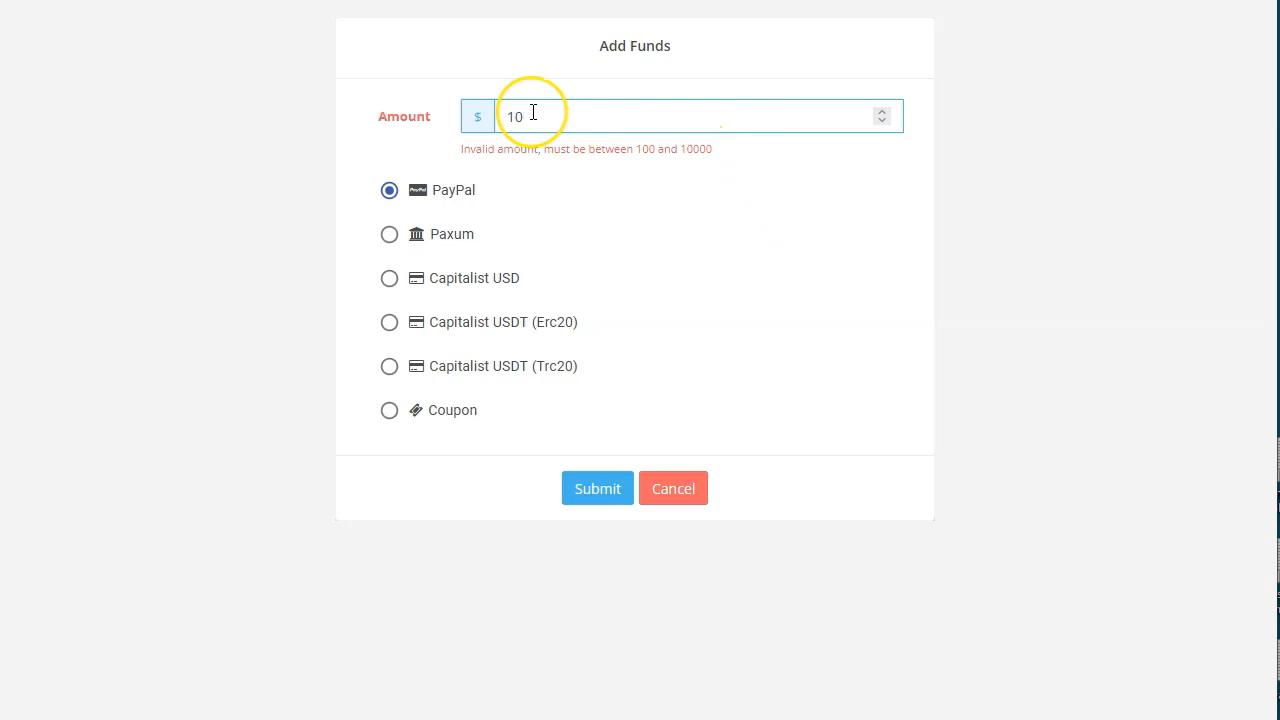 Add Funds
Amount $ 10
Invalid amount, must be between 100 and 10000
PayPal PayPal
Paxum
Capitalist USD
Capitalist USDT (Erc20)
Capitalist USDT (Trc20)
Coupon
Submit Cancel